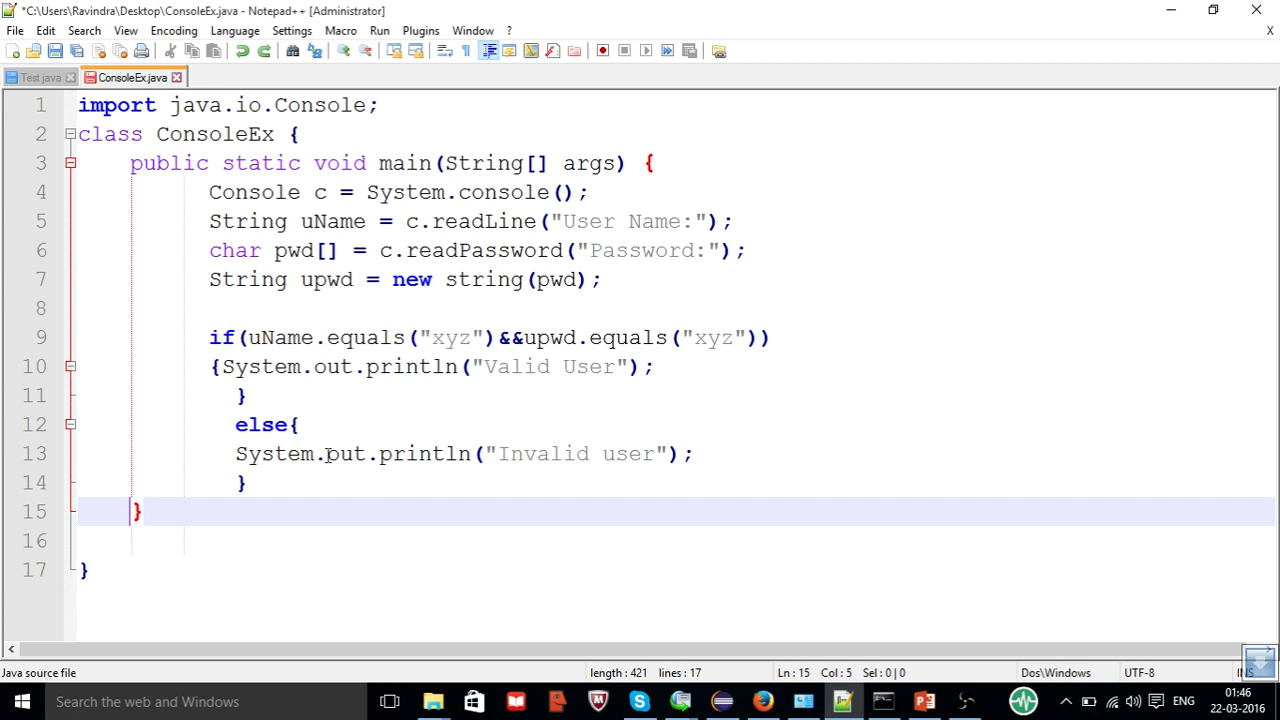 *C:\Users\Ravindra\Desktop\ConsoleEx.java - Notepad++ [Administrator]
File Edit Search View Encoding Language Settings Macro Run Plugins Window ? X
Test.java ConsoleEx.java
1 import java.io.Console;
2 class ConsoleEx {
3 public static void main(String[] args) {
4 Console c = System.console();
5 String uName = c.readLine("User Name:");
6 char pwd[] = c.readPassword("Password:");
7 String upwd = new string(pwd);
8
9 if(uName.equals("xyz")&&upwd.equals("xyz"))
10 {System.out.println("Valid User");
11 }
12 else{
13 System.out.println("Invalid user");
14 }
15 }
16
17 }
Java source file length : 421 lines : 17 Ln : 15 Col : 5 Sel : 0 | 0 Dos\Windows UTF-8 INS
Search the web and Windows ENG 01:46
22-03-2016